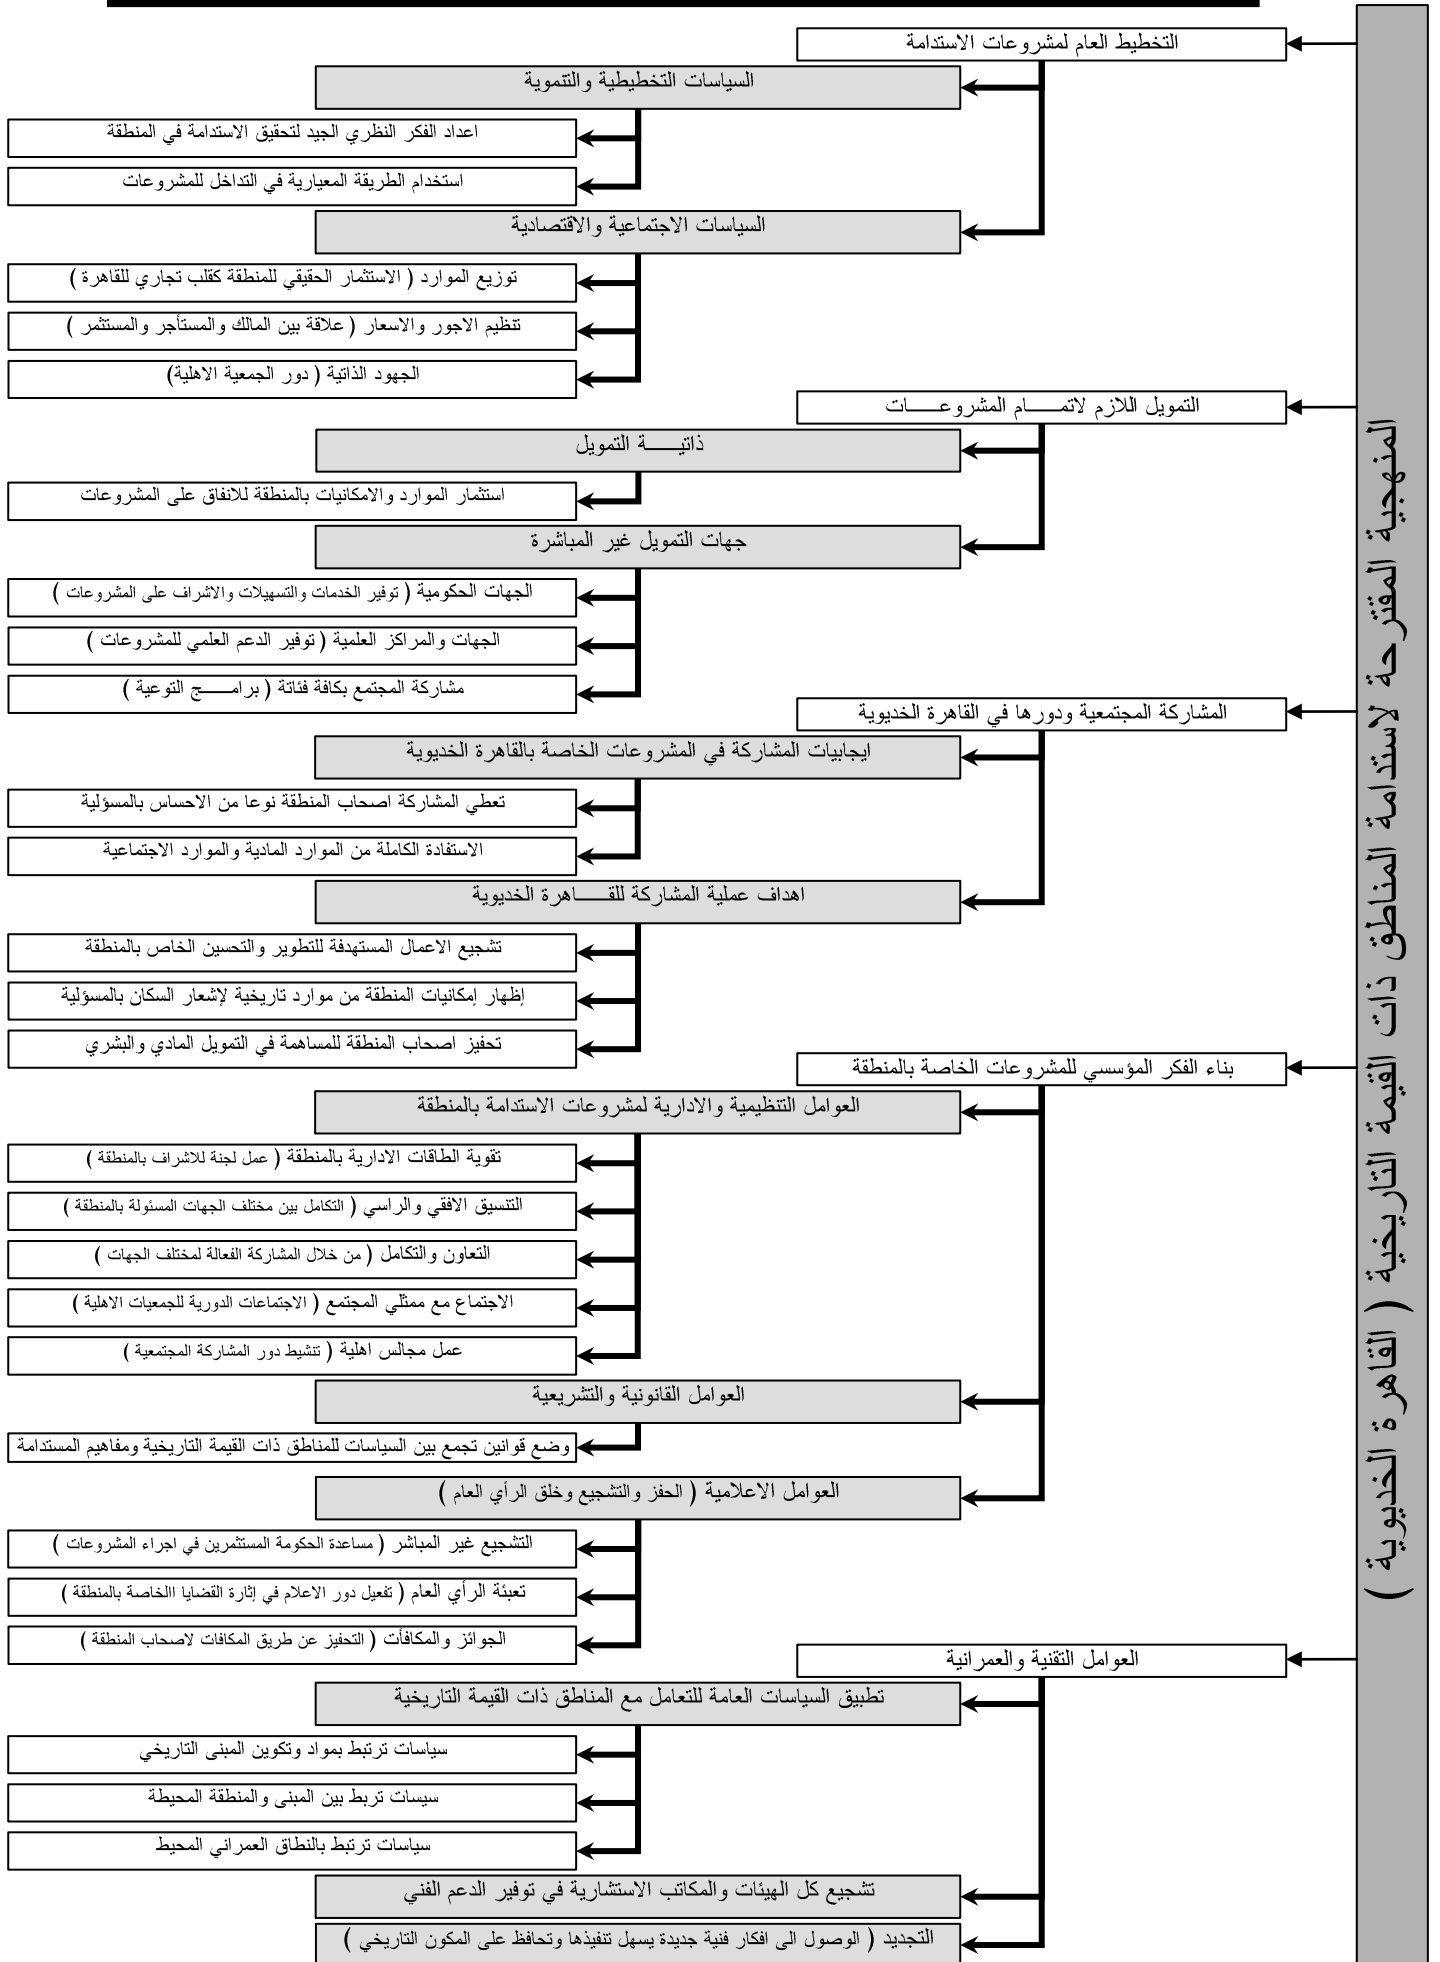 المنهجية المقترحة لاستدامة المناطق ذات القيمة التاريخية ( القاهرة الخديوية )
التخطيط العام لمشروعات الاستدامة
السياسات التخطيطية والتنموية
اعداد الفكر النظري الجيد لتحقيق الاستدامة في المنطقة
استخدام الطريقة المعيارية في التداخل للمشروعات
السياسات الاجتماعية والاقتصادية
توزيع الموارد ( الاستثمار الحقيقي للمنطقة كقلب تجاري للقاهرة )
تنظيم الاجور والاسعار ( علاقة بين المالك والمستأجر والمستثمر )
الجهود الذاتية ( دور الجمعية الاهلية)
التمويل اللازم لاتمـــــام المشروعـــــات
ذاتيـــــة التمويل
استثمار الموارد والامكانيات بالمنطقة للانفاق على المشروعات
جهات التمويل غير المباشرة
الجهات الحكومية ( توفير الخدمات والتسهيلات والاشراف على المشروعات )
الجهات والمراكز العلمية ( توفير الدعم العلمي للمشروعات )
مشاركة المجتمع بكافة فئاتة ( برامـــــج التوعية )
المشاركة المجتمعية ودورها في القاهرة الخديوية
ايجابيات المشاركة في المشروعات الخاصة بالقاهرة الخديوية
تعطي المشاركة اصحاب المنطقة نوعا من الاحساس بالمسؤلية
الاستفادة الكاملة من الموارد المادية والموارد الاجتماعية
اهداف عملية المشاركة للقـــــاهرة الخديوية
تشجيع الاعمال المستهدفة للتطوير والتحسين الخاص بالمنطقة
إظهار إمكانيات المنطقة من موارد تاريخية لإشعار السكان بالمسؤلية
تحفيز اصحاب المنطقة للمساهمة في التمويل المادي والبشري
بناء الفكر المؤسسي للمشروعات الخاصة بالمنطقة
العوامل التنظيمية والادارية لمشروعات الاستدامة بالمنطقة
تقوية الطاقات الادارية بالمنطقة ( عمل لجنة للاشراف بالمنطقة )
التنسيق الافقي والراسي ( التكامل بين مختلف الجهات المسئولة بالمنطقة )
التعاون والتكامل ( من خلال المشاركة الفعالة لمختلف الجهات )
الاجتماع مع ممثلي المجتمع ( الاجتماعات الدورية للجمعيات الاهلية )
عمل مجالس اهلية ( تنشيط دور المشاركة المجتمعية )
العوامل القانونية والتشريعية
وضع قوانين تجمع بين السياسات للمناطق ذات القيمة التاريخية ومفاهيم المستدامة
العوامل الاعلامية ( الحفز والتشجيع وخلق الرأي العام )
التشجيع غير المباشر ( مساعدة الحكومة المستثمرين في اجراء المشروعات )
تعبئة الرأي العام ( تفعيل دور الاعلام في إثارة القضايا االخاصة بالمنطقة )
الجوائز والمكافأت ( التحفيز عن طريق المكافات لاصحاب المنطقة )
العوامل التقنية والعمرانية
تطبيق السياسات العامة للتعامل مع المناطق ذات القيمة التاريخية
سياسات ترتبط بمواد وتكوين المبنى التاريخي
سيسات تربط بين المبنى والمنطقة المحيطة
سياسات ترتبط بالنطاق العمراني المحيط
تشجيع كل الهيئات والمكاتب الاستشارية في توفير الدعم الفني
التجديد ( الوصول الى افكار فنية جديدة يسهل تنفيذها وتحافظ على المكون التاريخي )